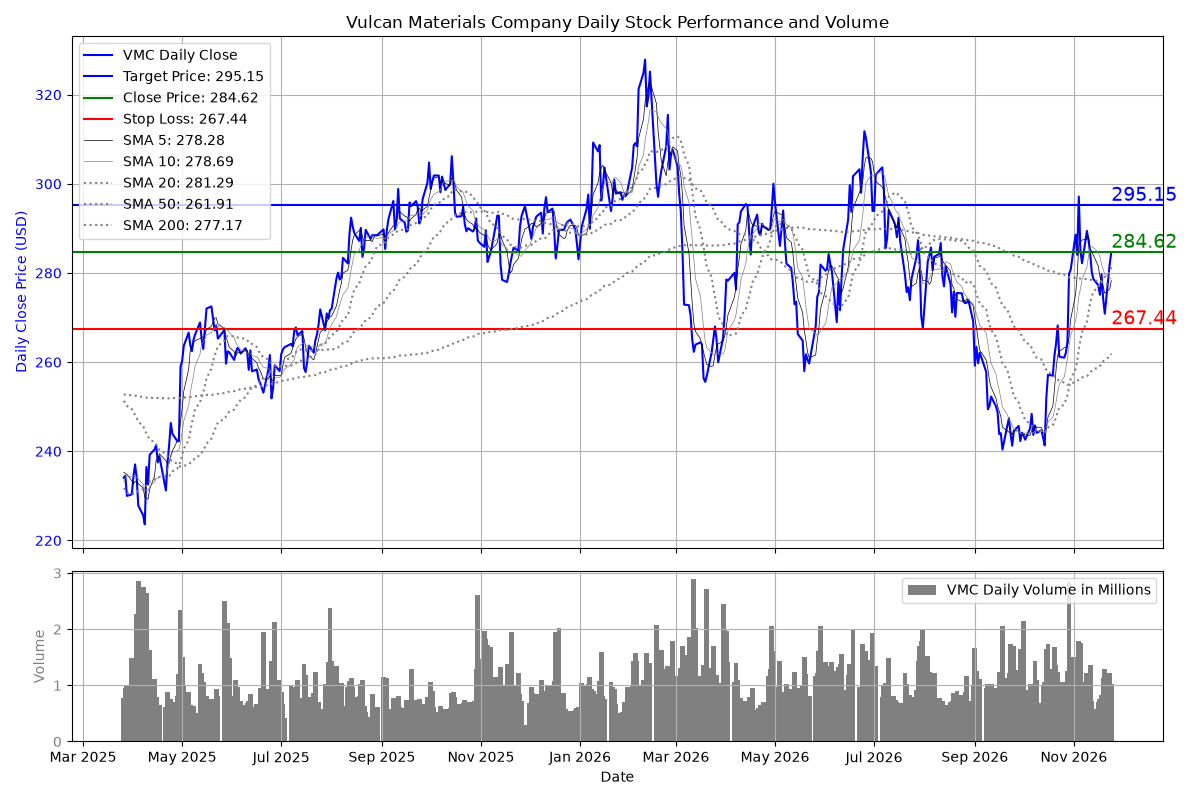 Vulcan Materials Company Daily Stock Performance and Volume
VMC Daily Close
Target Price: 295.15
Close Price: 284.62
Stop Loss: 267.44
SMA 5: 278.28
SMA 10: 278.69
SMA 20: 281.29
SMA 50: 261.91
SMA 200: 277.17
Daily Close Price (USD)
320
300
280
260
240
220
295.15
284.62
267.44
VMC Daily Volume in Millions
Volume
3
2
1
0
Mar 2025 May 2025 Jul 2025 Sep 2025 Nov 2025 Jan 2026 Mar 2026 May 2026 Jul 2026 Sep 2026 Nov 2026
Date